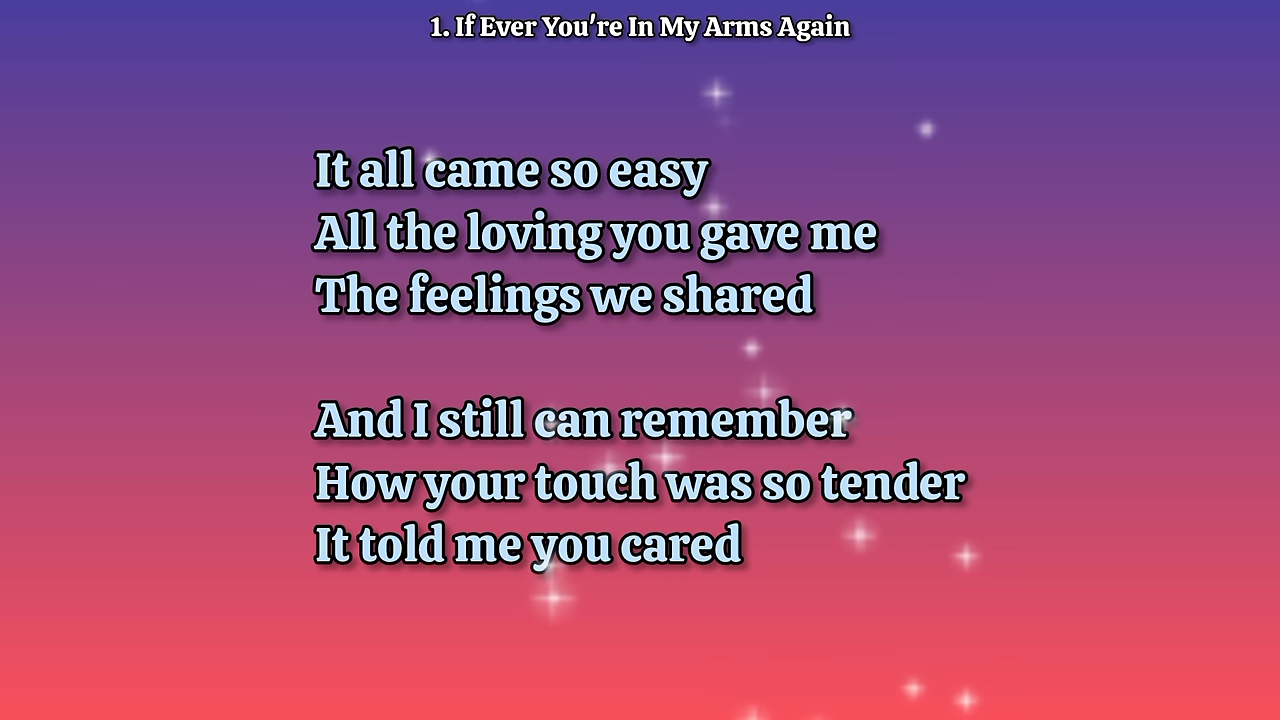 1. If Ever You're In My Arms Again
It all came so easy
All the loving you gave me
The feelings we shared
And I still can remember
How your touch was so tender
It told me you cared